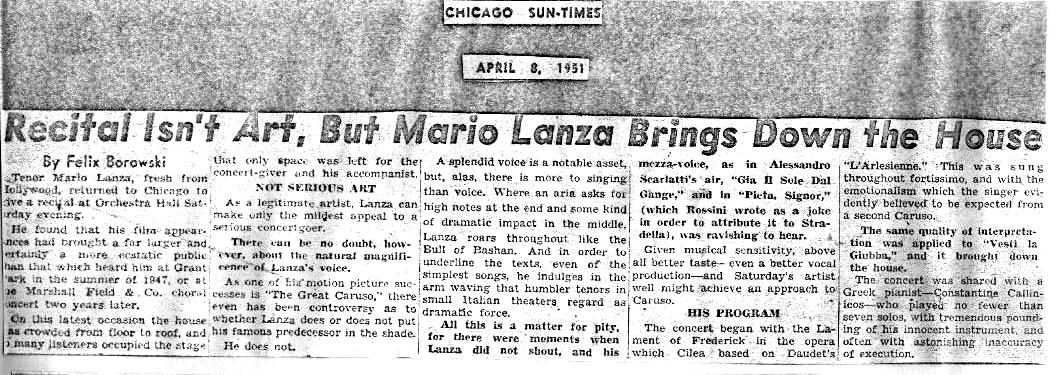 CHICAGO SUN-TIMES
APRIL 8, 1951
Recital Isn't Art, But Mario Lanza Brings Down the House
By Felix Borowski
Tenor Mario Lanza, fresh from
ollywood, returned to Chicago to
ive a recital at Orchestra Hall Sat-
urday evening.
He found that his film appear-
nces had brought a far larger and
ertainly a more ecstatic public
han that which heard him at Grant
ark in the summer of 1947, or at
e Marshall Field & Co. choral
oncert two years later.
On this latest occasion the house
as crowded from floor to roof, and
o many listeners occupied the stage
that only space was left for the
concert-giver and his accompanist.
NOT SERIOUS ART
As a legitimate artist, Lanza can
make only the mildest appeal to a
serious concertgoer.
There can be no doubt, how-
ever, about the natural magnifi-
cence of Lanza's voice.
As one of his motion picture suc-
cesses is "The Great Caruso," there
even has been controversy as to
whether Lanza does or does not put
his famous predecessor in the shade.
He does not.
A splendid voice is a notable asset,
but, alas, there is more to singing
than voice. Where an aria asks for
high notes at the end and some kind
of dramatic impact in the middle,
Lanza roars throughout like the
Bull of Bashan. And in order to
underline the texts, even of the
simplest songs, he indulges in the
arm waving that humbler tenors in
small Italian theaters regard as
dramatic force.
All this is a matter for pity,
for there were moments when
Lanza did not shout, and his
mezza-voice, as in Alessandro
Scarlatti's air, "Gia Il Sole Dal
Gange," and in "Pieta, Signor,"
(which Rossini wrote as a joke
in order to attribute it to Stra-
della), was ravishing to hear.
Given musical sensitivity, above
all better taste—even a better vocal
production—and Saturday's artist
well might achieve an approach to
Caruso.
HIS PROGRAM
The concert began with the La-
ment of Frederick in the opera
which Cilea based on Daudet's
"L'Arlesienne." This was sung
throughout fortissimo, and with the
emotionalism which the singer evi-
dently believed to be expected from
a second Caruso.
The same quality of interpreta-
tion was applied to "Vesti la
Giubba," and it brought down
the house.
The concert was shared with a
Greek pianist—Constantine Callin-
icos—who played no fewer than
seven solos, with tremendous pound-
ing of his innocent instrument, and
often with astonishing inaccuracy
of execution.